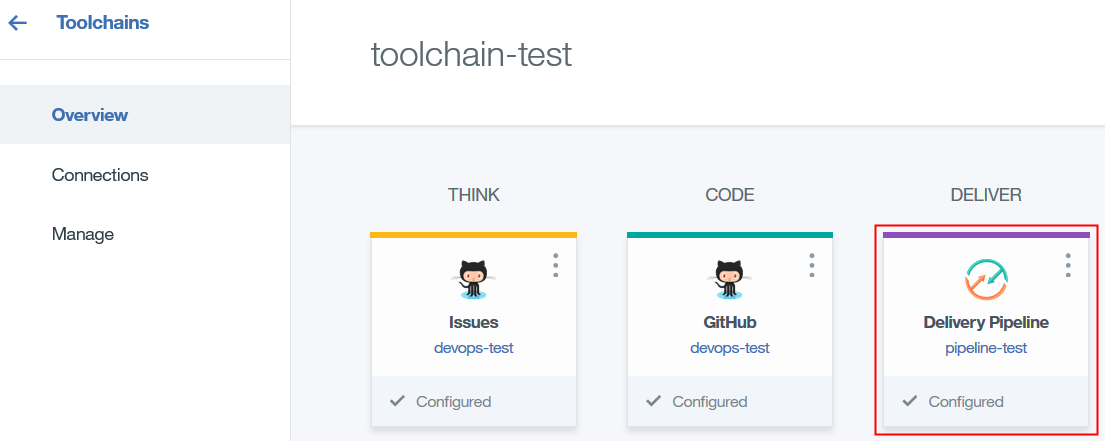 Toolchains
Overview
Connections
Manage
toolchain-test
THINK
CODE
DELIVER
Issues
devops-test
Configured
GitHub
devops-test
Configured
Delivery Pipeline
pipeline-test
Configured